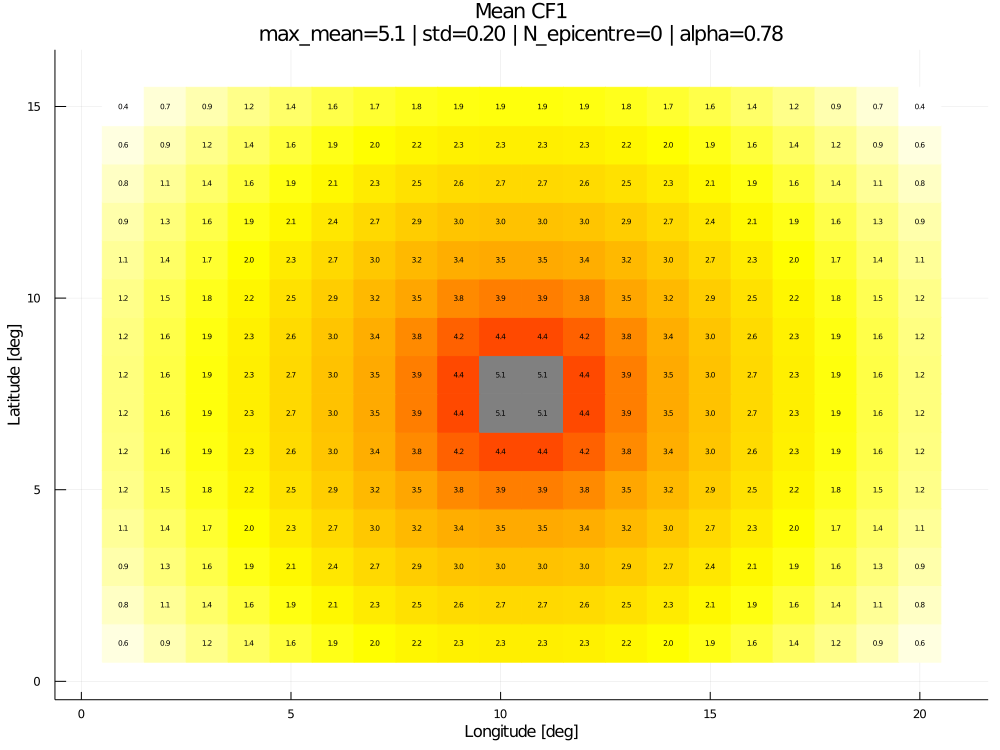 Mean CF1
max_mean=5.1 | std=0.20 | N_epicentre=0 | alpha=0.78
15 0.4 0.7 0.9 1.2 1.4 1.6 1.7 1.8 1.9 1.9 1.9 1.9 1.8 1.7 1.6 1.4 1.2 0.9 0.7 0.4
0.6 0.9 1.2 1.4 1.6 1.9 2.0 2.2 2.3 2.3 2.3 2.3 2.2 2.0 1.9 1.6 1.4 1.2 0.9 0.6
0.8 1.1 1.4 1.6 1.9 2.1 2.3 2.5 2.6 2.7 2.7 2.6 2.5 2.3 2.1 1.9 1.6 1.4 1.1 0.8
0.9 1.3 1.6 1.9 2.1 2.4 2.7 2.9 3.0 3.0 3.0 3.0 2.9 2.7 2.4 2.1 1.9 1.6 1.3 0.9
1.1 1.4 1.7 2.0 2.3 2.7 3.0 3.2 3.4 3.5 3.5 3.4 3.2 3.0 2.7 2.3 2.0 1.7 1.4 1.1
10 1.2 1.5 1.8 2.2 2.5 2.9 3.2 3.5 3.8 3.9 3.9 3.8 3.5 3.2 2.9 2.5 2.2 1.8 1.5 1.2
1.2 1.6 1.9 2.3 2.6 3.0 3.4 3.8 4.2 4.4 4.4 4.2 3.8 3.4 3.0 2.6 2.3 1.9 1.6 1.2
1.2 1.6 1.9 2.3 2.7 3.0 3.5 3.9 4.4 5.1 5.1 4.4 3.9 3.5 3.0 2.7 2.3 1.9 1.6 1.2
1.2 1.6 1.9 2.3 2.7 3.0 3.5 3.9 4.4 5.1 5.1 4.4 3.9 3.5 3.0 2.7 2.3 1.9 1.6 1.2
1.2 1.6 1.9 2.3 2.6 3.0 3.4 3.8 4.2 4.4 4.4 4.2 3.8 3.4 3.0 2.6 2.3 1.9 1.6 1.2
5 1.2 1.5 1.8 2.2 2.5 2.9 3.2 3.5 3.8 3.9 3.9 3.8 3.5 3.2 2.9 2.5 2.2 1.8 1.5 1.2
1.1 1.4 1.7 2.0 2.3 2.7 3.0 3.2 3.4 3.5 3.5 3.4 3.2 3.0 2.7 2.3 2.0 1.7 1.4 1.1
0.9 1.3 1.6 1.9 2.1 2.4 2.7 2.9 3.0 3.0 3.0 3.0 2.9 2.7 2.4 2.1 1.9 1.6 1.3 0.9
0.8 1.1 1.4 1.6 1.9 2.1 2.3 2.5 2.6 2.7 2.7 2.6 2.5 2.3 2.1 1.9 1.6 1.4 1.1 0.8
0.6 0.9 1.2 1.4 1.6 1.9 2.0 2.2 2.3 2.3 2.3 2.3 2.2 2.0 1.9 1.6 1.4 1.2 0.9 0.6
0
Latitude [deg]
0 5 10 15 20
Longitude [deg]